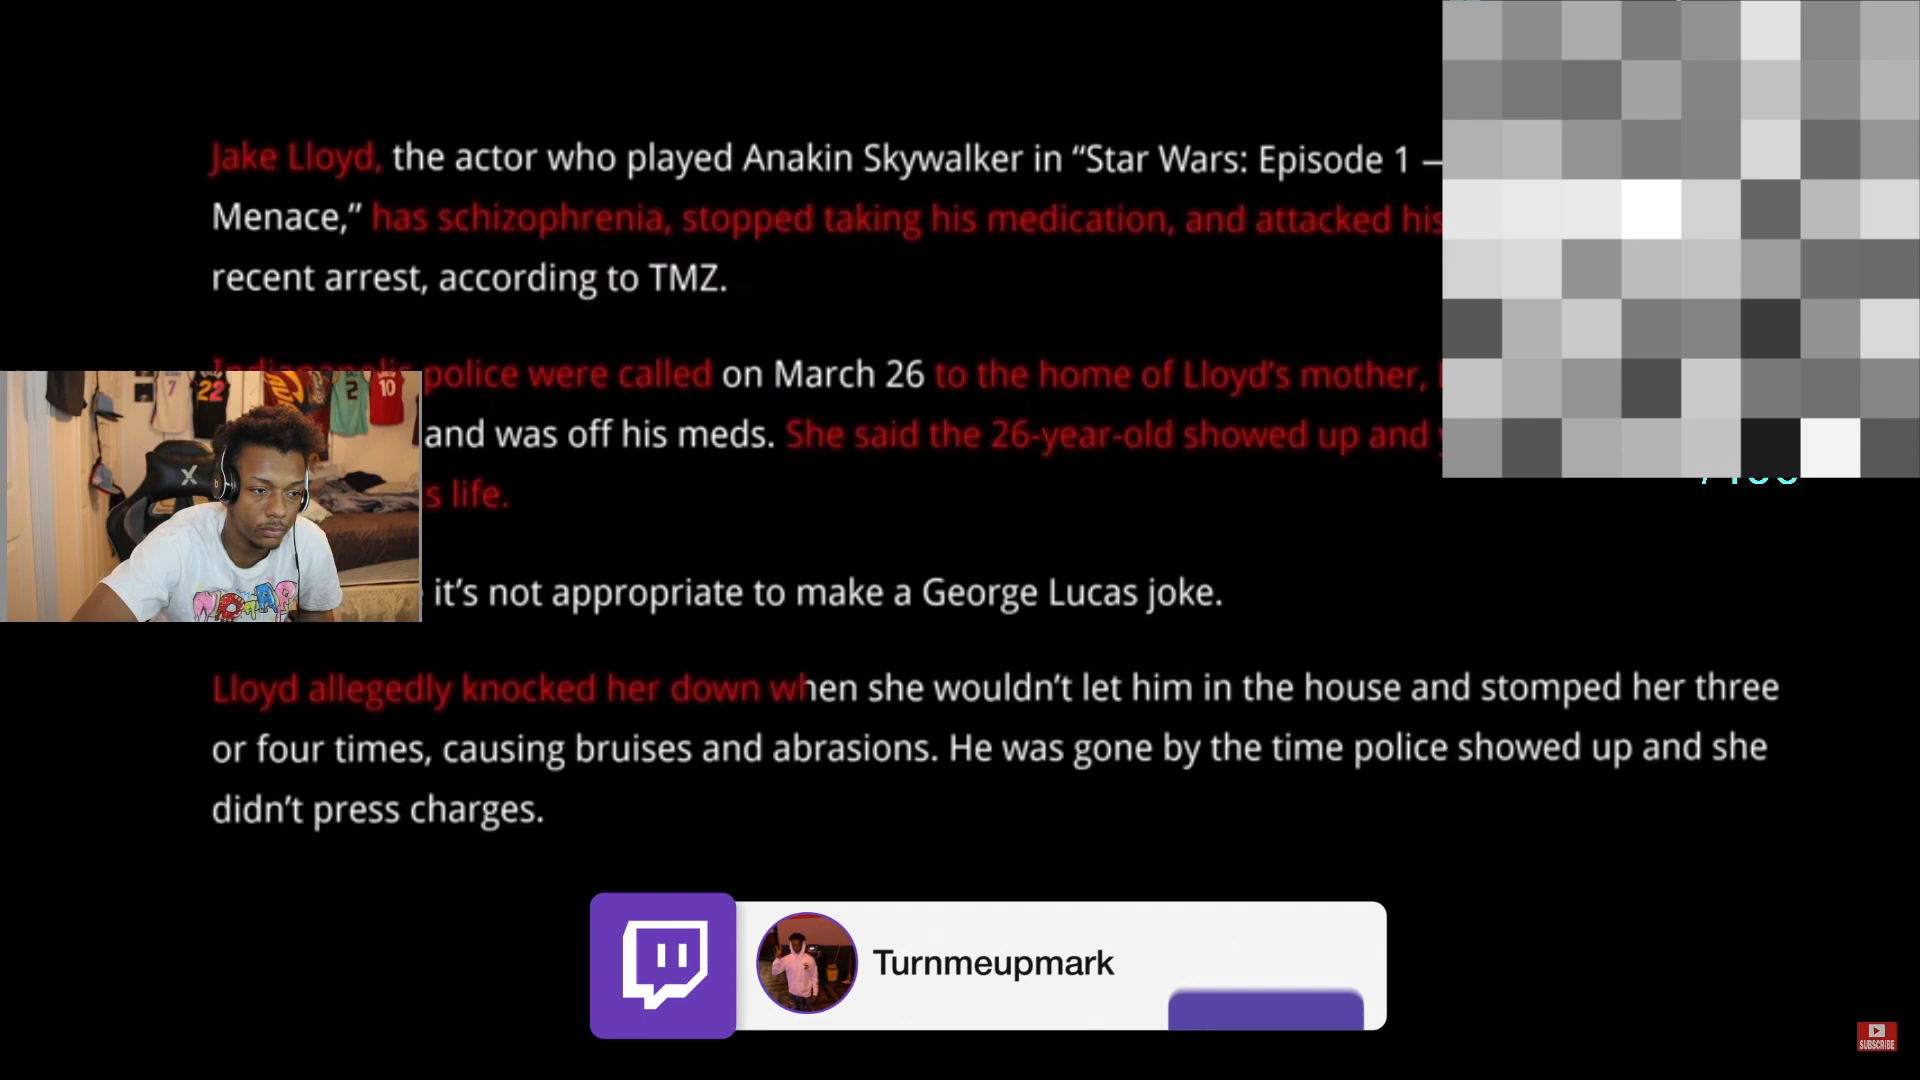 Jake Lloyd, the actor who played Anakin Skywalker in “Star Wars: Episode 1 —
Menace,” has schizophrenia, stopped taking his medication, and attacked his
recent arrest, according to TMZ.
police were called on March 26 to the home of Lloyd’s mother,
and was off his meds. She said the 26-year-old showed up and
s life.
it’s not appropriate to make a George Lucas joke.
Lloyd allegedly knocked her down when she wouldn’t let him in the house and stomped her three
or four times, causing bruises and abrasions. He was gone by the time police showed up and she
didn’t press charges.
7
22
2
10
X
Turnmeupmark
SUBSCRIBE